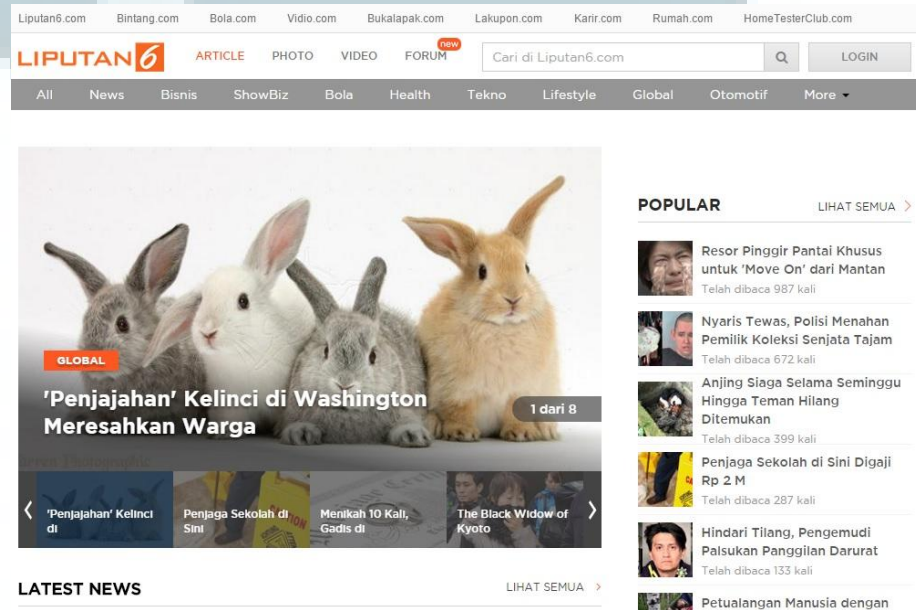 Liputan6.com Bintang.com Bola.com Vidio.com Bukalapak.com Lakupon.com Karir.com Rumah.com HomeTesterClub.com
LIPUTAN 6
ARTICLE PHOTO VIDEO FORUM new
Cari di Liputan6.com
LOGIN
All News Bisnis ShowBiz Bola Health Tekno Lifestyle Global Otomotif More
GLOBAL
'Penjajahan' Kelinci di Washington
Meresahkan Warga
1 dari 8
'Penjajahan' Kelinci
di
Penjaga Sekolah di
Sini
Menikah 10 Kali,
Gadis di
The Black Widow of
Kyoto
LATEST NEWS
LIHAT SEMUA
POPULAR
LIHAT SEMUA
Resor Pinggir Pantai Khusus
untuk 'Move On' dari Mantan
Telah dibaca 987 kali
Nyaris Tewas, Polisi Menahan
Pemilik Koleksi Senjata Tajam
Telah dibaca 672 kali
Anjing Siaga Selama Seminggu
Hingga Teman Hilang
Ditemukan
Telah dibaca 399 kali
Penjaga Sekolah di Sini Digaji
Rp 2 M
Telah dibaca 287 kali
Hindari Tilang, Pengemudi
Palsukan Panggilan Darurat
Telah dibaca 133 kali
Petualangan Manusia dengan